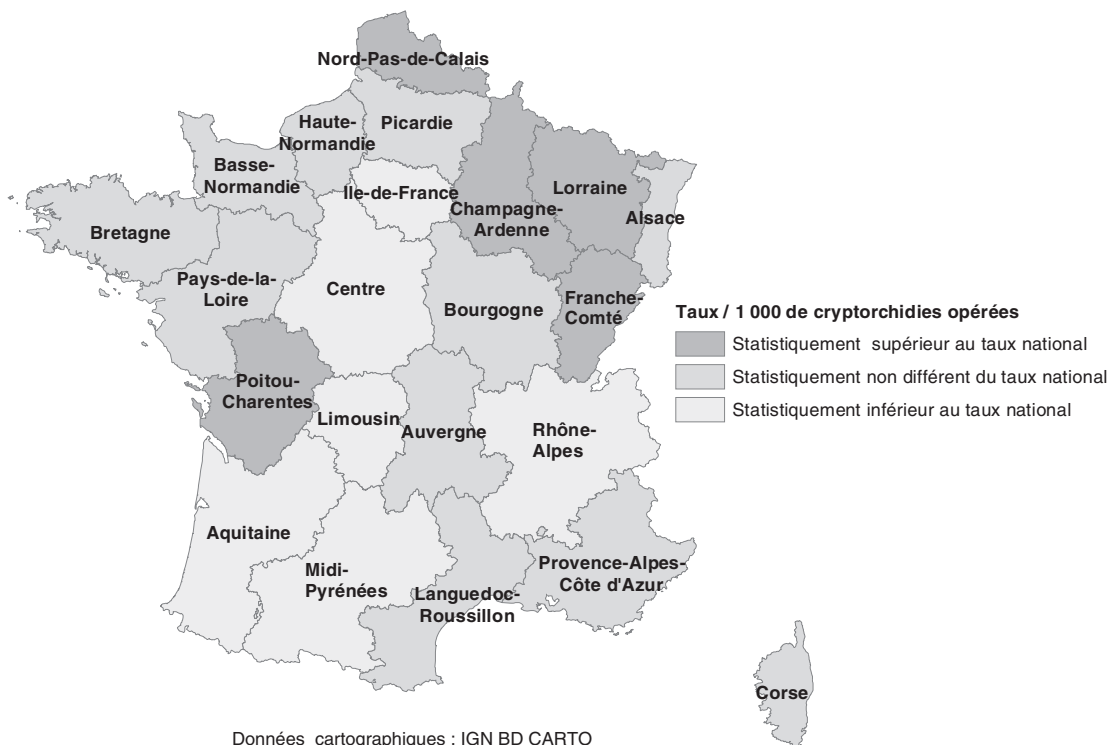 Nord-Pas-de-Calais
Haute-
Normandie
Picardie
Basse-
Normandie
Ile-de-France
Champagne-
Ardenne
Lorraine
Alsace
Bretagne
Pays-de-la-
Loire
Centre
Bourgogne
Franche-
Comté
Poitou-
Charentes
Limousin
Auvergne
Rhône-
Alpes
Aquitaine
Midi-
Pyrénées
Languedoc-
Roussillon
Provence-Alpes-
Côte d'Azur
Corse
Taux / 1 000 de cryptorchidies opérées
Statistiquement supérieur au taux national
Statistiquement non différent du taux national
Statistiquement inférieur au taux national
Données cartographiques : IGN BD CARTO